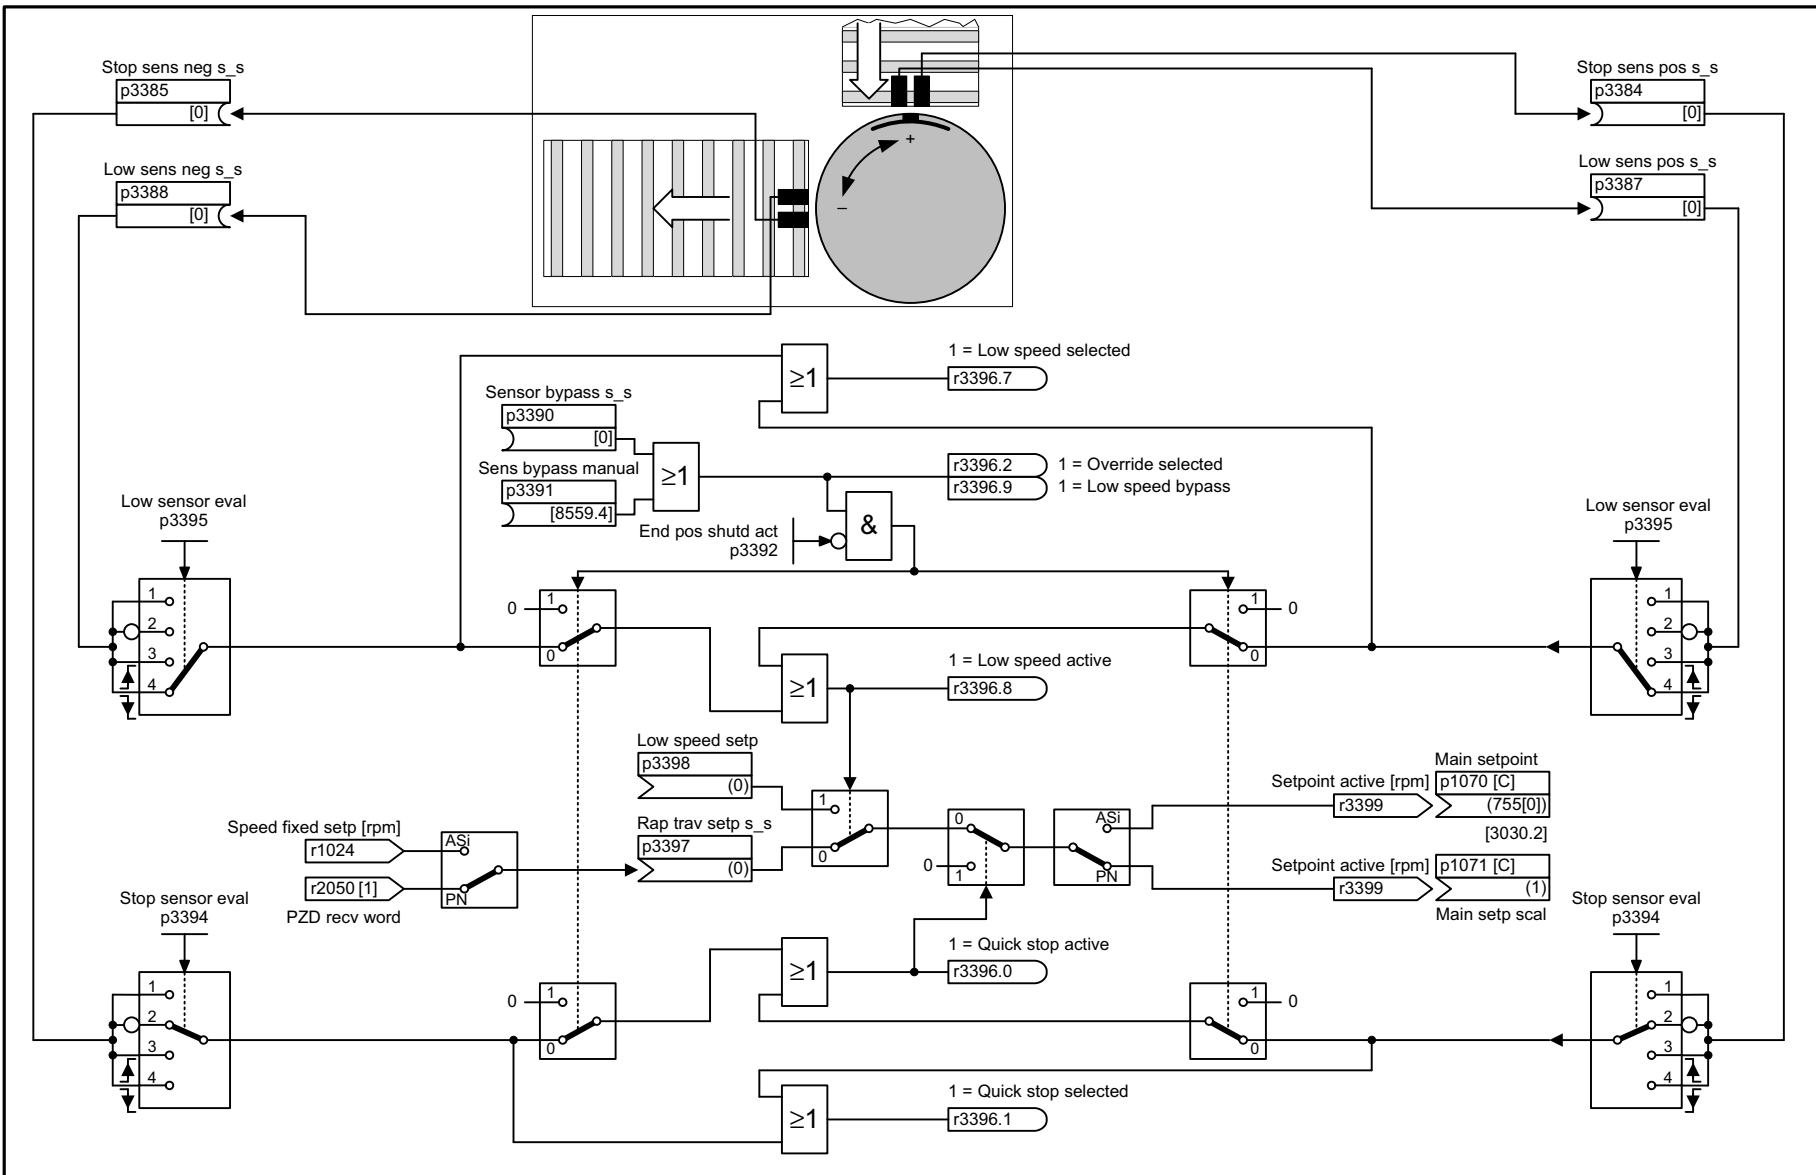 Stop sens neg s_s
p3385
[0]
Low sens neg s_s
p3388
[0]
+
–
Stop sens pos s_s
p3384
[0]
Low sens pos s_s
p3387
[0]
≥1
1 = Low speed selected
r3396.7
Sensor bypass s_s
p3390
[0]
Sens bypass manual
p3391
[8559.4]
≥1
r3396.2
1 = Override selected
r3396.9
1 = Low speed bypass
End pos shutd act
p3392
&
Low sensor eval
p3395
1
2
3
4
0
1
0
1
0
0
Low sensor eval
p3395
1
2
3
4
≥1
1 = Low speed active
r3396.8
Low speed setp
p3398
(0)
Speed fixed setp [rpm]
r1024
r2050 [1]
PZD recv word
ASi
PN
Rap trav setp s_s
p3397
(0)
1
0
0
0
1
ASi
PN
Setpoint active [rpm]
r3399
Main setpoint
p1070 [C]
(755[0])
[3030.2]
Setpoint active [rpm]
r3399
p1071 [C]
(1)
Main setp scal
Stop sensor eval
p3394
1
2
3
4
0
1
0
≥1
1 = Quick stop active
r3396.0
1
0
0
Stop sensor eval
p3394
1
2
3
4
≥1
1 = Quick stop selected
r3396.1